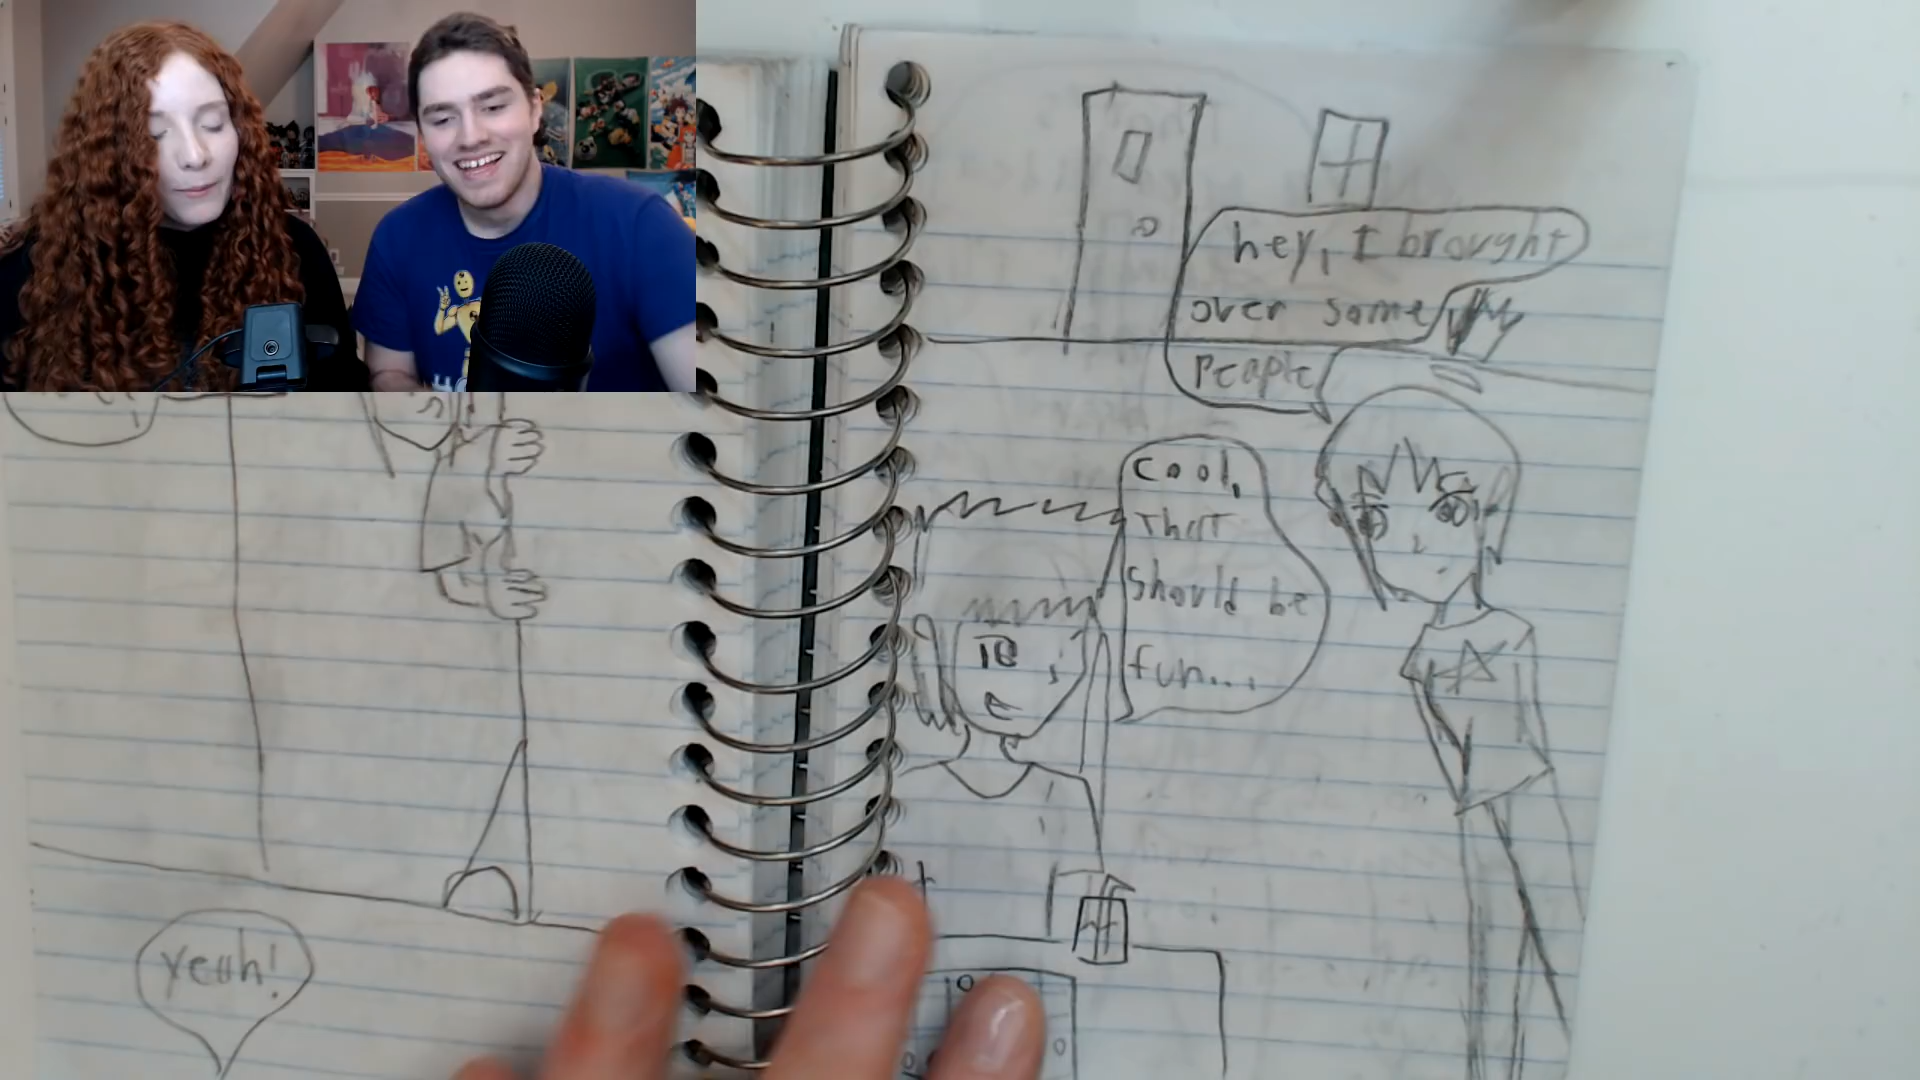 yeah!
hey, I brought
over some
people
Cool,
That
should be
fun...